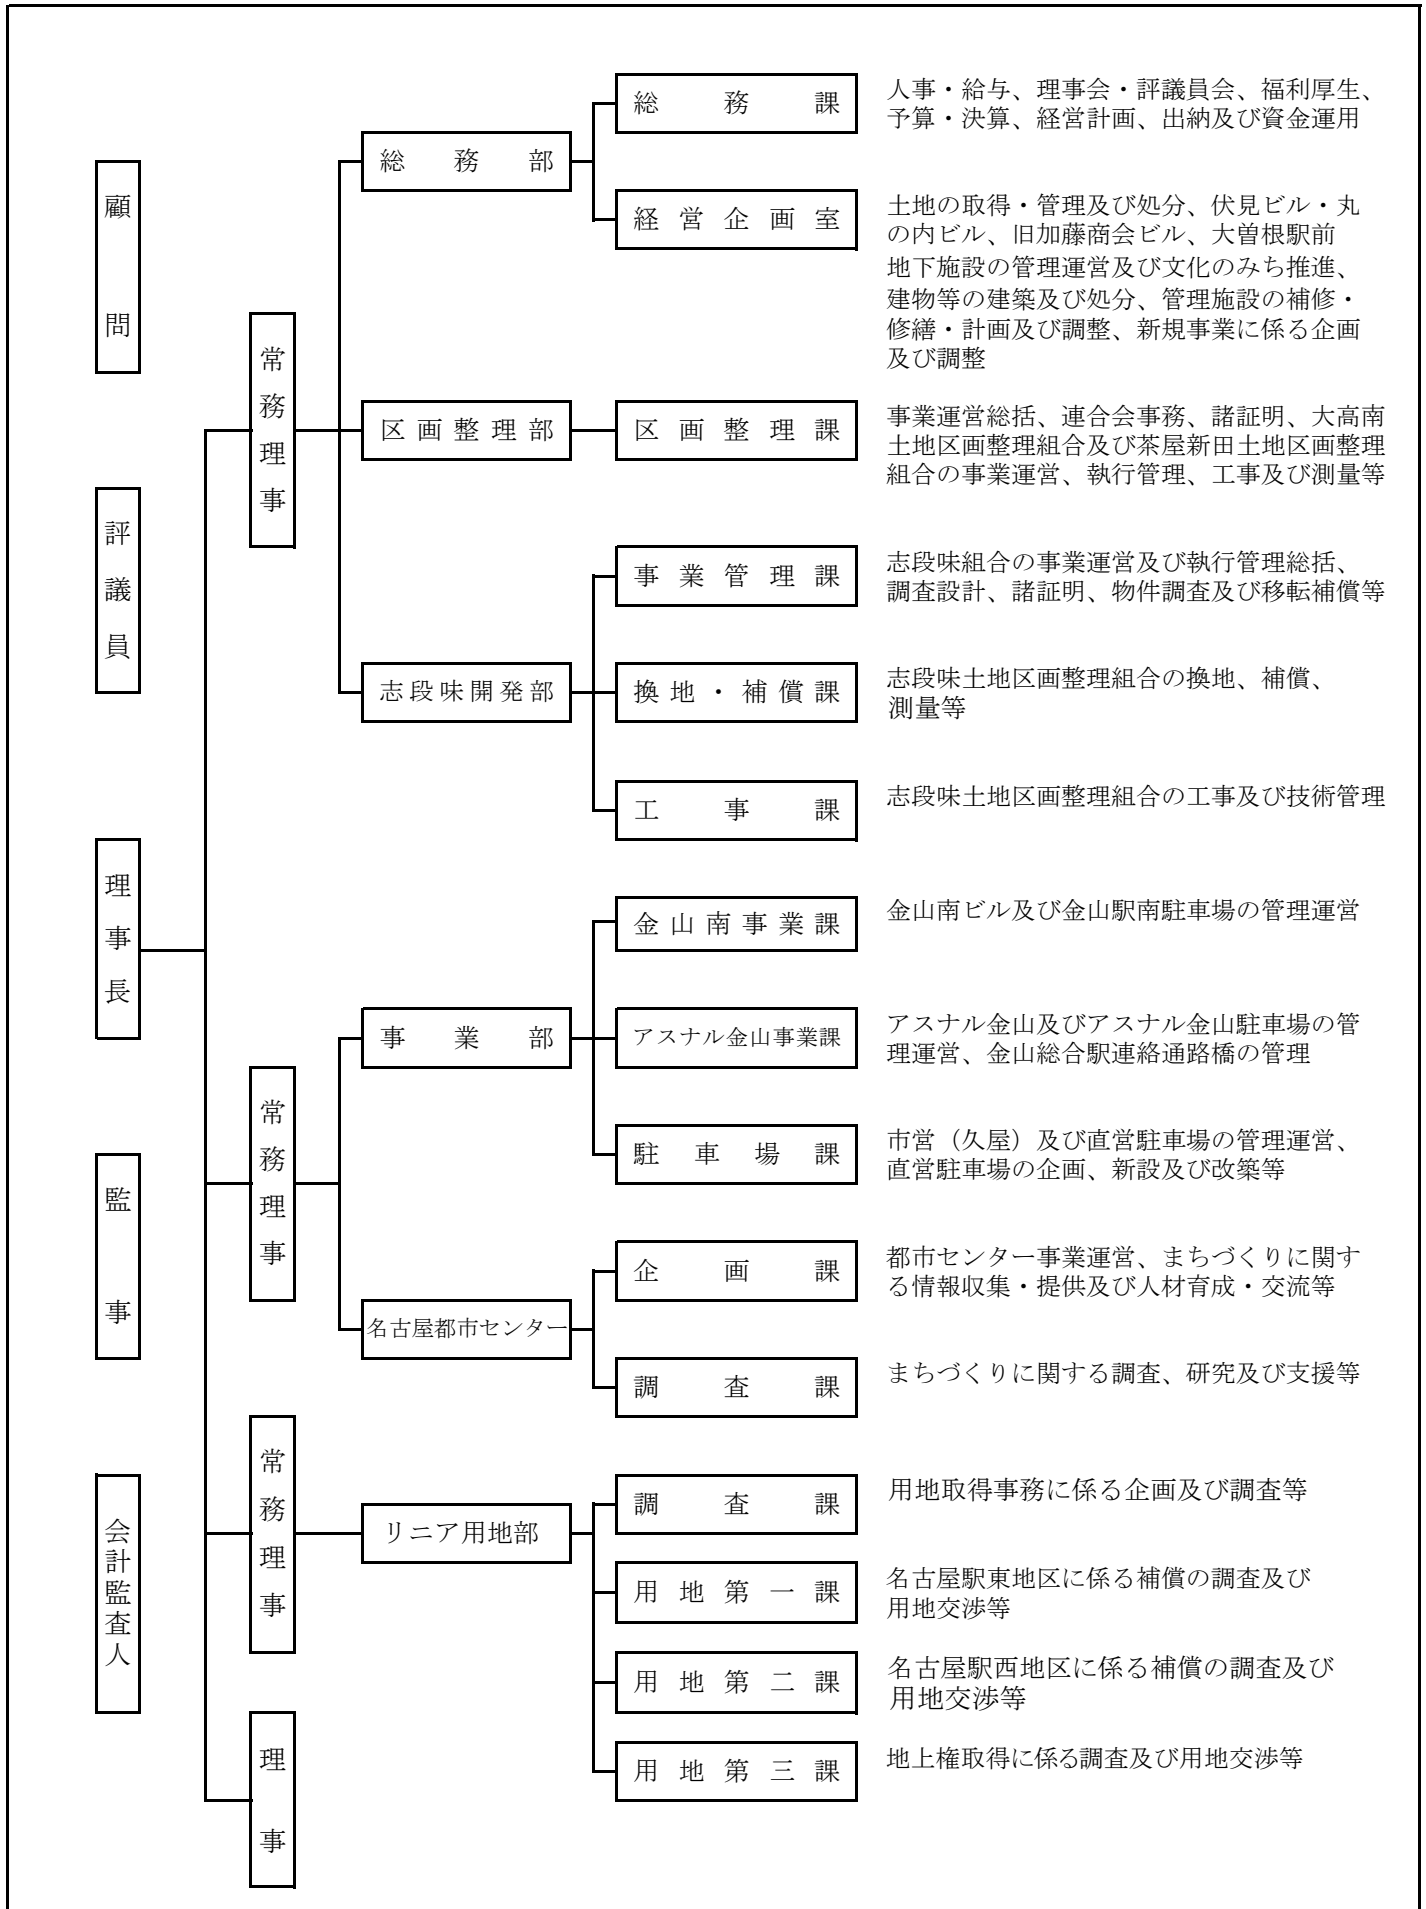 顧問
評議員
理事長
監事
会計監査人
常務理事
総務部
総務課
人事・給与、理事会・評議員会、福利厚生、
予算・決算、経営計画、出納及び資金運用
経営企画室
土地の取得・管理及び処分、伏見ビル・丸
の内ビル、旧加藤商会ビル、大曽根駅前
地下施設の管理運営及び文化のみち推進、
建物等の建築及び処分、管理施設の補修・
修繕・計画及び調整、新規事業に係る企画
及び調整
区画整理部
区画整理課
事業運営総括、連合会事務、諸証明、大高南
土地区画整理組合及び茶屋新田土地区画整理
組合の事業運営、執行管理、工事及び測量等
志段味開発部
事業管理課
志段味組合の事業運営及び執行管理総括、
調査設計、諸証明、物件調査及び移転補償等
換地・補償課
志段味土地区画整理組合の換地、補償、
測量等
工事課
志段味土地区画整理組合の工事及び技術管理
常務理事
事業部
金山南事業課
金山南ビル及び金山駅南駐車場の管理運営
アスナル金山事業課
アスナル金山及びアスナル金山駐車場の管
理運営、金山総合駅連絡通路橋の管理
駐車場課
市営（久屋）及び直営駐車場の管理運営、
直営駐車場の企画、新設及び改築等
名古屋都市センター
企画課
都市センター事業運営、まちづくりに関す
る情報収集・提供及び人材育成・交流等
調査課
まちづくりに関する調査、研究及び支援等
常務理事
リニア用地部
調査課
用地取得事務に係る企画及び調査等
用地第一課
名古屋駅東地区に係る補償の調査及び
用地交渉等
用地第二課
名古屋駅西地区に係る補償の調査及び
用地交渉等
用地第三課
地上権取得に係る調査及び用地交渉等
理事